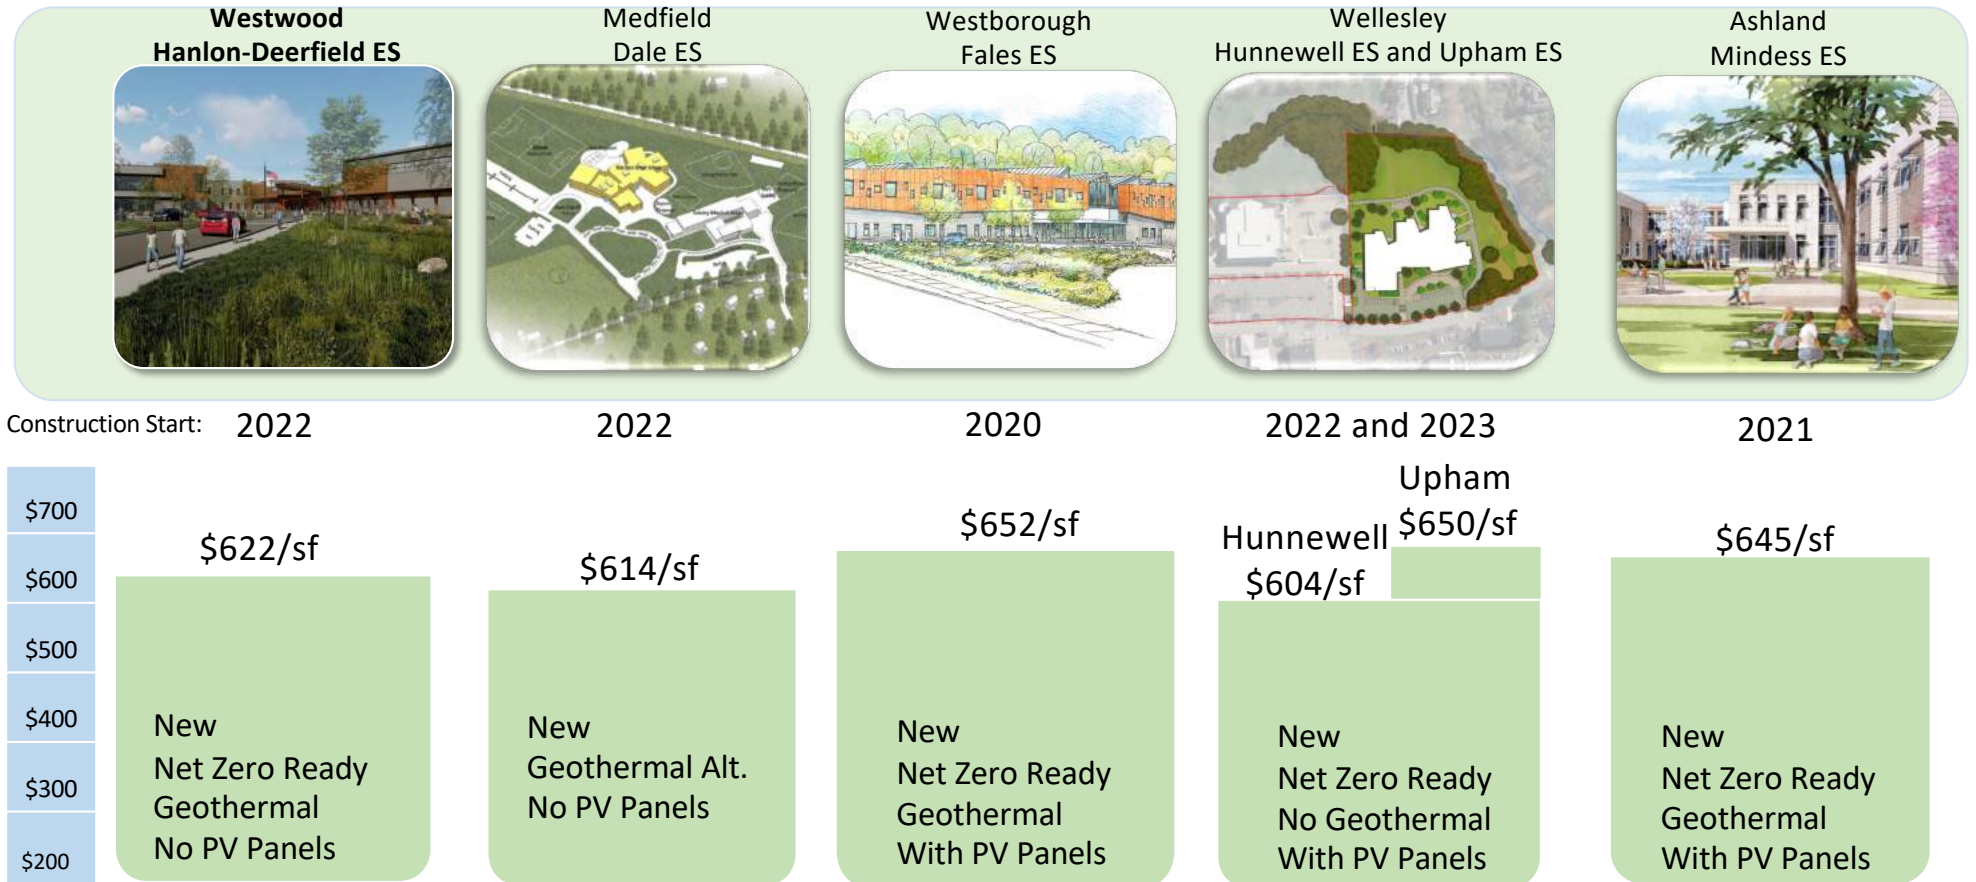 Westwood
Hanlon-Deerfield ES
Medfield
Dale ES
Westborough
Fales ES
Wellesley
Hunnewell ES and Upham ES
Ashland
Mindess ES
Construction Start:
2022
2022
2020
2022 and 2023
2021
$700
$600
$500
$400
$300
$200
$622/sf
New
Net Zero Ready
Geothermal
No PV Panels
$614/sf
New
Geothermal Alt.
No PV Panels
$652/sf
New
Net Zero Ready
Geothermal
With PV Panels
Hunnewell
$604/sf
Upham
$650/sf
New
Net Zero Ready
No Geothermal
With PV Panels
$645/sf
New
Net Zero Ready
Geothermal
With PV Panels